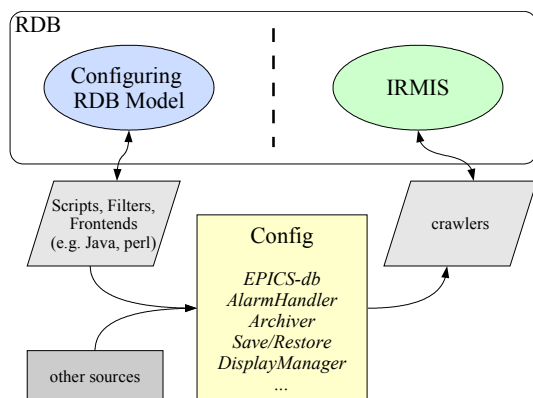 RDB
Configuring
RDB Model
IRMIS
Scripts, Filters,
Frontends
(e.g. Java, perl)
crawlers
Config
EPICS-db
AlarmHandler
Archiver
Save/Restore
DisplayManager
...
other sources